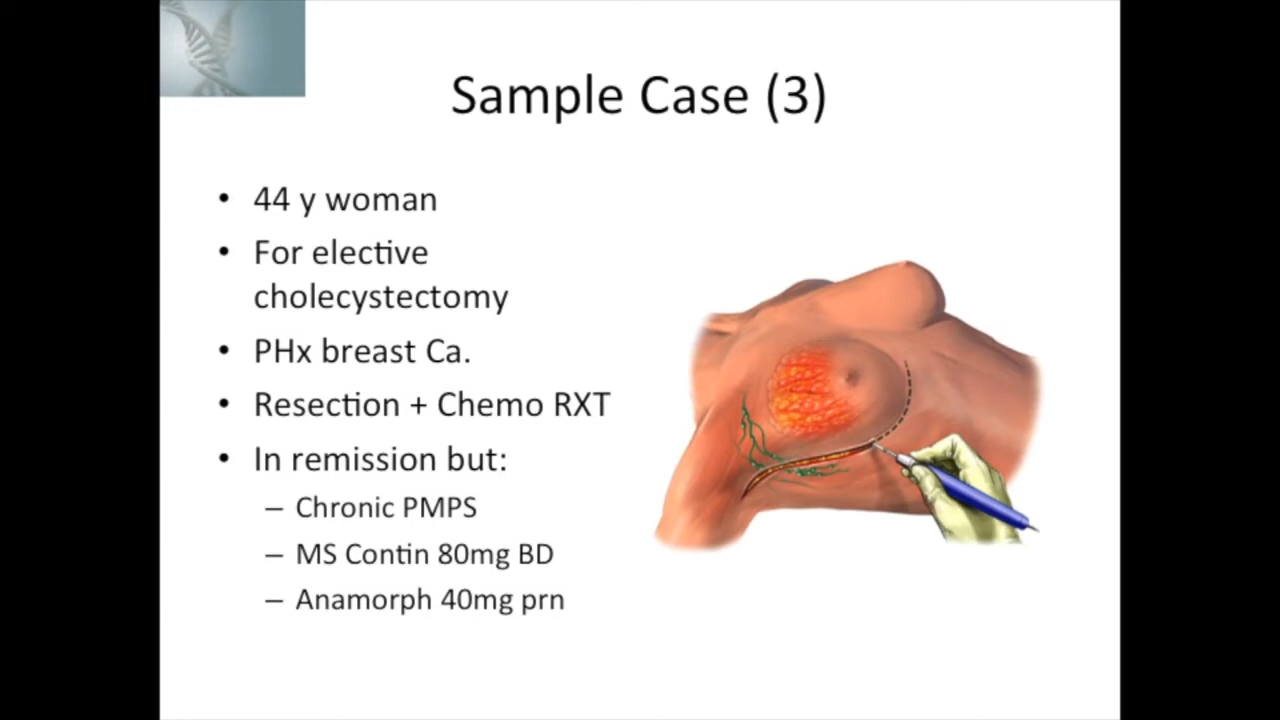 Sample Case (3)
• 44 y woman
• For elective
cholecystectomy
• PHx breast Ca.
• Resection + Chemo RXT
• In remission but:
– Chronic PMPS
– MS Contin 80mg BD
– Anamorph 40mg prn